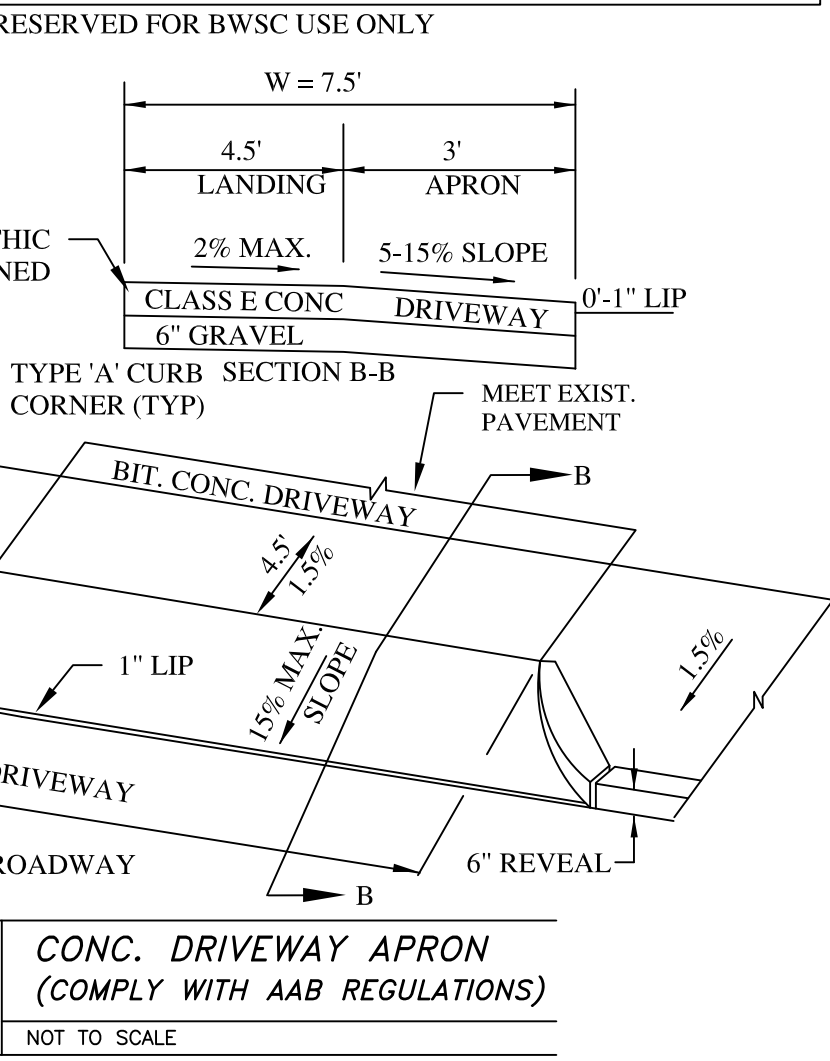 RESERVED FOR BWSC USE ONLY
W = 7.5'
4.5'
3'
LANDING
APRON
2% MAX.
5-15% SLOPE
0'-1" LIP
CLASS E CONC
DRIVEWAY
6" GRAVEL
TYPE 'A' CURB
CORNER (TYP)
SECTION B-B
MEET EXIST.
PAVEMENT
B
BIT. CONC. DRIVEWAY
4.5'
1.5%
1.5%
1" LIP
15% MAX.
SLOPE
DRIVEWAY
ROADWAY
6" REVEAL
B
CONC. DRIVEWAY APRON
(COMPLY WITH AAB REGULATIONS)
NOT TO SCALE